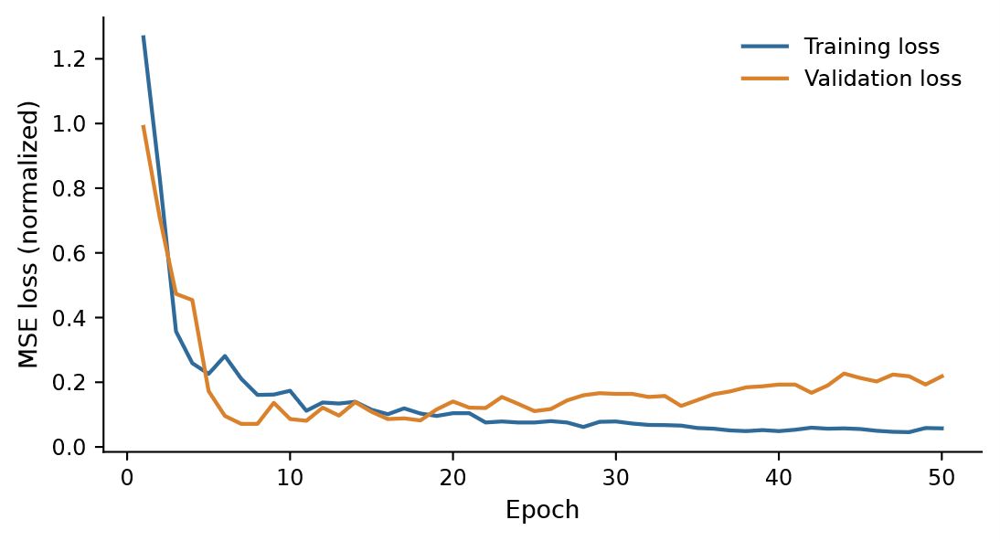 Training loss
Validation loss
1.2
1.0
0.8
0.6
0.4
0.2
0.0
MSE loss (normalized)
0 10 20 30 40 50
Epoch